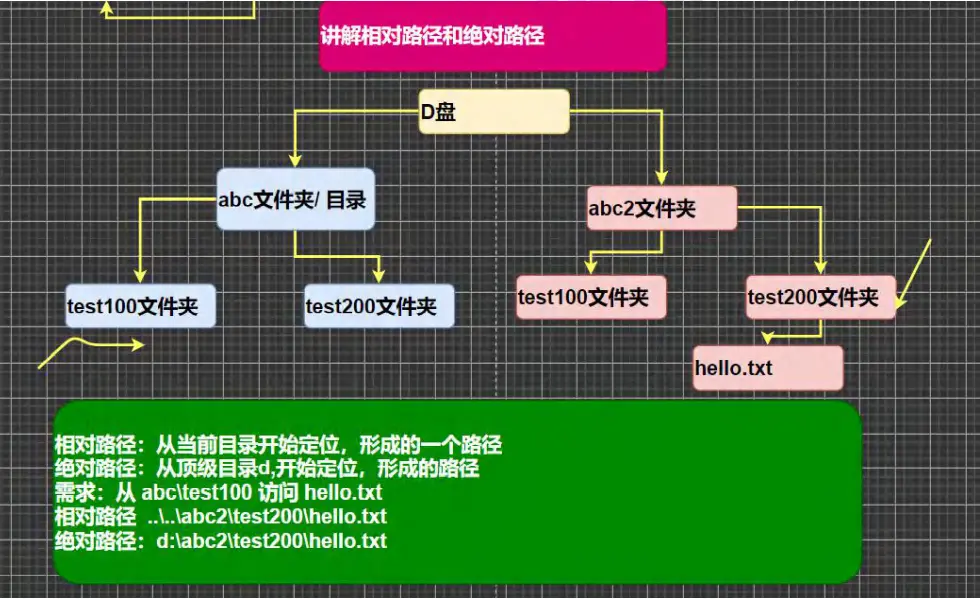 讲解相对路径和绝对路径
D盘
abc文件夹/ 目录
abc2文件夹
test100文件夹
test200文件夹
test100文件夹
test200文件夹
hello.txt
相对路径：从当前目录开始定位，形成的一个路径
绝对路径：从顶级目录d,开始定位，形成的路径
需求：从 abc\test100 访问 hello.txt
相对路径 ..\..\abc2\test200\hello.txt
绝对路径：d:\abc2\test200\hello.txt